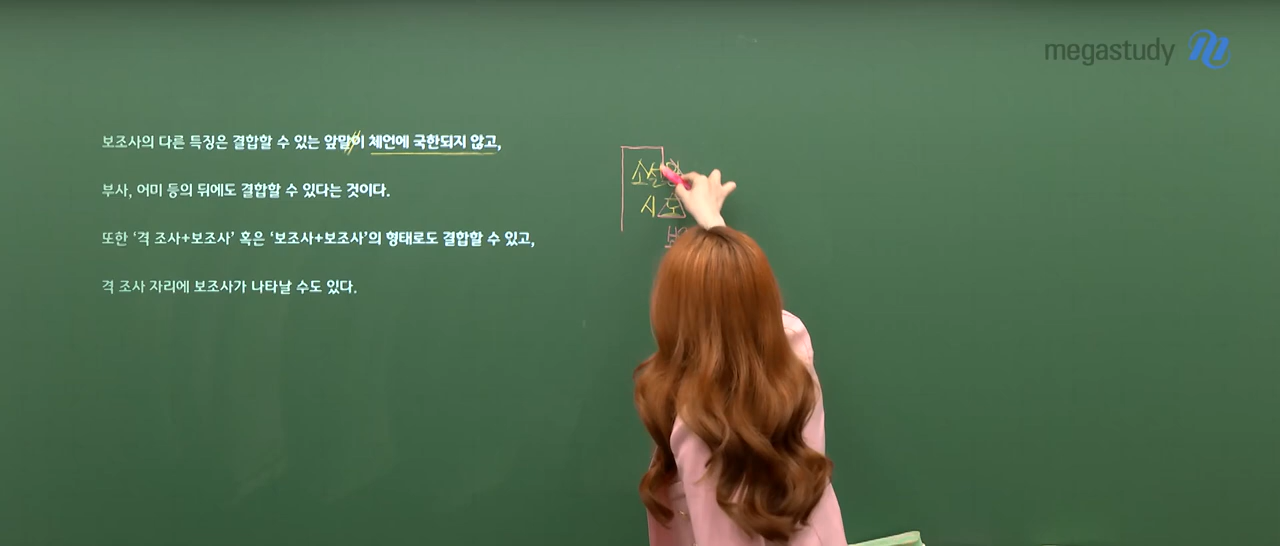 megastudy
보조사의 다른 특징은 결합할 수 있는 앞말이 체언에 국한되지 않고,
부사, 어미 등의 뒤에도 결합할 수 있다는 것이다.
또한 ‘격 조사+보조사’ 혹은 ‘보조사+보조사’의 형태로도 결합할 수 있고,
격 조사 자리에 보조사가 나타날 수도 있다.
소설
시도